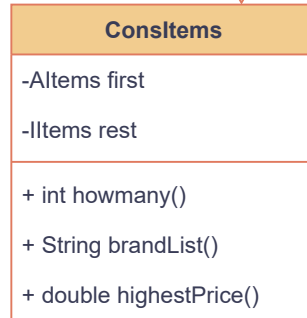 ConsItems
-AItems first
-IItems rest
+ int howmany()
+ String brandList()
+ double highestPrice()